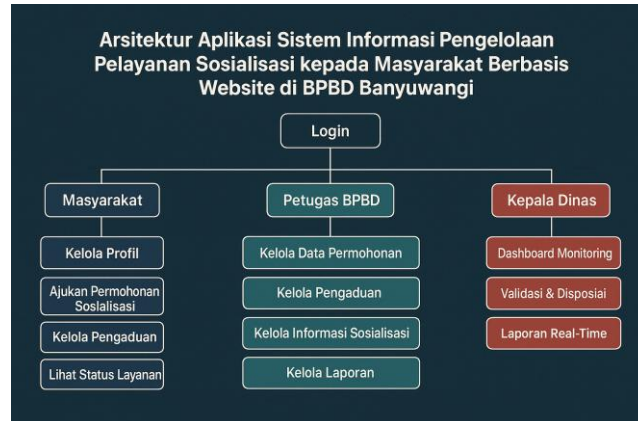 Arsitektur Aplikasi Sistem Informasi Pengelolaan
Pelayanan Sosialisasi kepada Masyarakat Berbasis
Website di BPBD Banyuwangi
Login
Masyarakat
Kelola Profil
Ajukan Permohonan
Soslalisasi
Kelola Pengaduan
Lihat Status Layanan
Petugas BPBD
Kelola Data Permohonan
Kelola Pengaduan
Kelola Informasi Sosialisasi
Kelola Laporan
Kepala Dinas
Dashboard Monitoring
Validasi & Disposiai
Laporan Real-Time